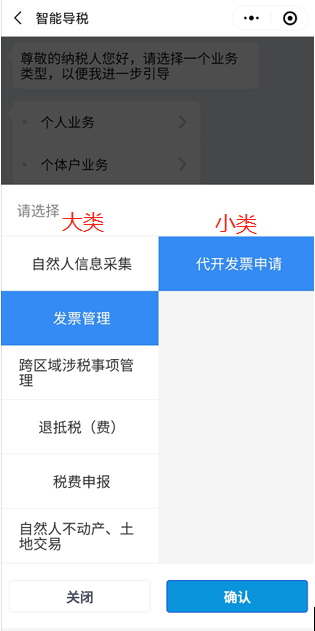 智能导税
尊敬的纳税人您好，请选择一个业务
类型，以便我进一步引导
个人业务
个体户业务
请选择
大类
小类
自然人信息采集
代开发票申请
发票管理
跨区域涉税事项管
理
退抵税（费）
税费申报
自然人不动产、土
地交易
关闭
确认